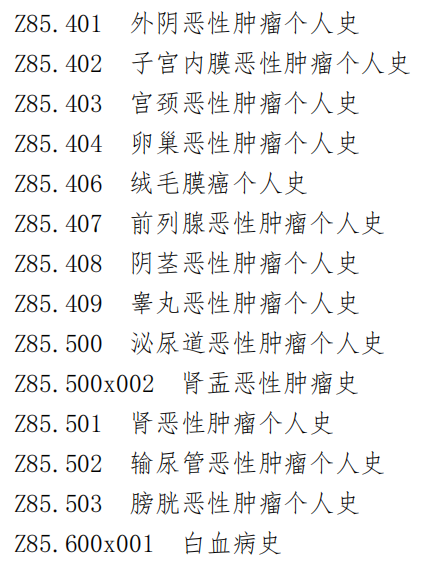 Z85.401 外阴恶性肿瘤个人史
Z85.402 子宫内膜恶性肿瘤个人史
Z85.403 宫颈恶性肿瘤个人史
Z85.404 卵巢恶性肿瘤个人史
Z85.406 绒毛膜癌个人史
Z85.407 前列腺恶性肿瘤个人史
Z85.408 阴茎恶性肿瘤个人史
Z85.409 睾丸恶性肿瘤个人史
Z85.500 泌尿道恶性肿瘤个人史
Z85.500x002 肾盂恶性肿瘤史
Z85.501 肾恶性肿瘤个人史
Z85.502 输尿管恶性肿瘤个人史
Z85.503 膀胱恶性肿瘤个人史
Z85.600x001 白血病史